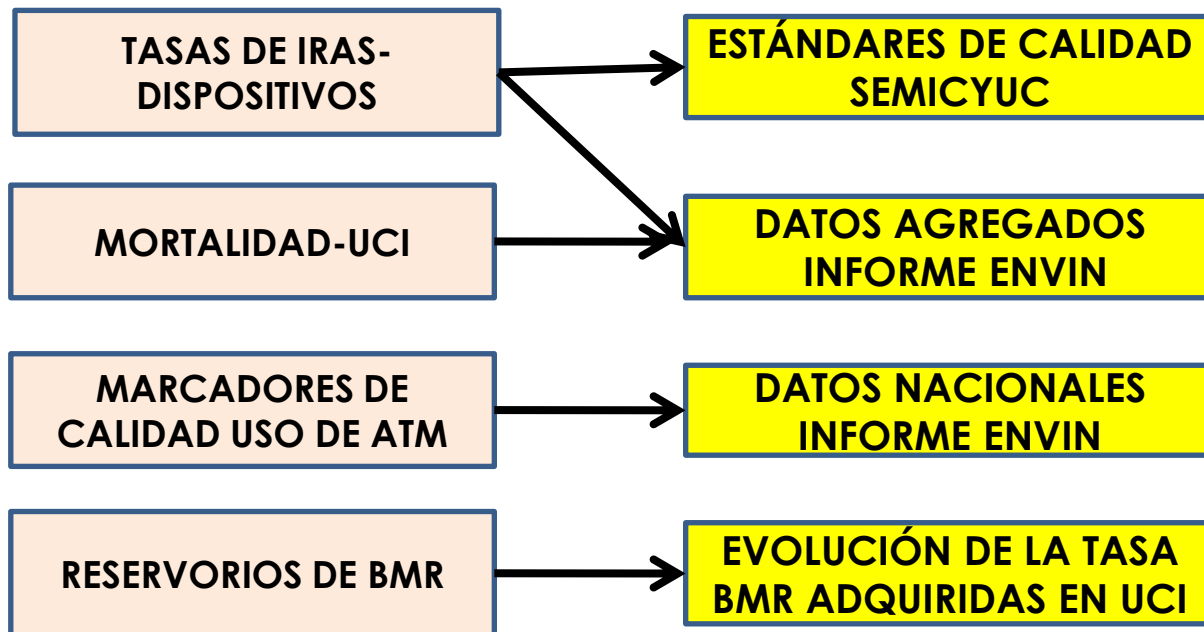 TASAS DE IRAS-
DISPOSITIVOS
ESTÁNDARES DE CALIDAD
SEMICYUC
MORTALIDAD-UCI
DATOS AGREGADOS
INFORME ENVIN
MARCADORES DE
CALIDAD USO DE ATM
DATOS NACIONALES
INFORME ENVIN
RESERVORIOS DE BMR
EVOLUCIÓN DE LA TASA
BMR ADQUIRIDAS EN UCI